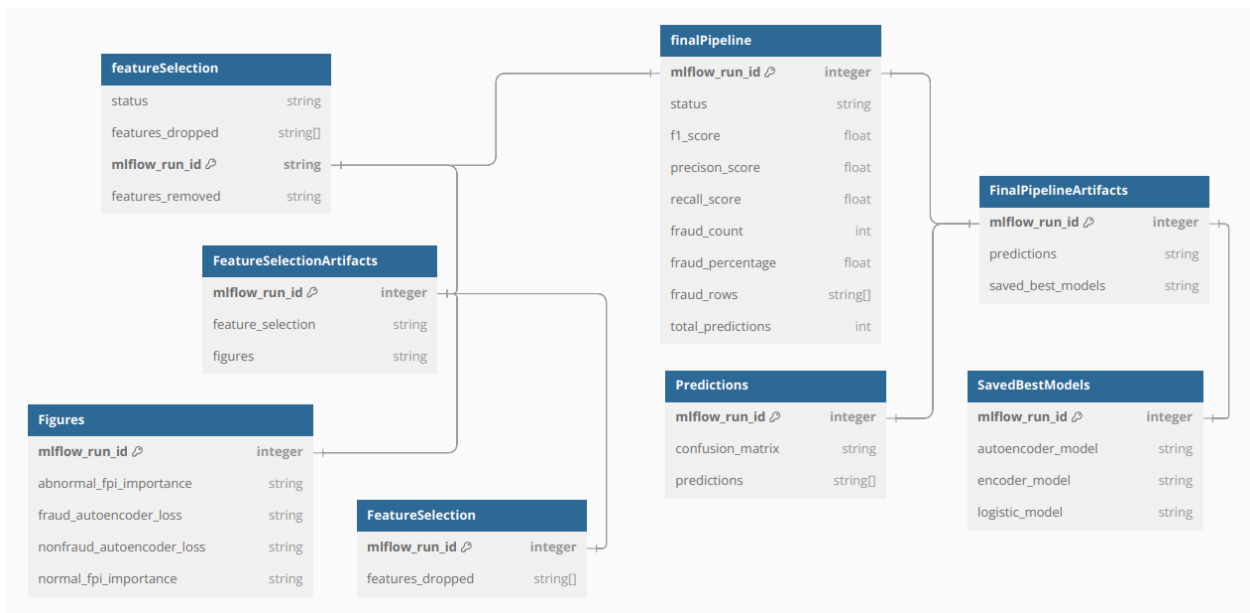 featureSelection
status string
features_dropped string[]
mlflow_run_id string
features_removed string
FeatureSelectionArtifacts
mlflow_run_id integer
feature_selection string
figures string
Figures
mlflow_run_id integer
abnormal_fpi_importance string
fraud_autoencoder_loss string
nonfraud_autoencoder_loss string
normal_fpi_importance string
FeatureSelection
mlflow_run_id integer
features_dropped string[]
finalPipeline
mlflow_run_id integer
status string
f1_score float
precison_score float
recall_score float
fraud_count int
fraud_percentage float
fraud_rows string[]
total_predictions int
Predictions
mlflow_run_id integer
confusion_matrix string
predictions string[]
FinalPipelineArtifacts
mlflow_run_id integer
predictions string
saved_best_models string
SavedBestModels
mlflow_run_id integer
autoencoder_model string
encoder_model string
logistic_model string